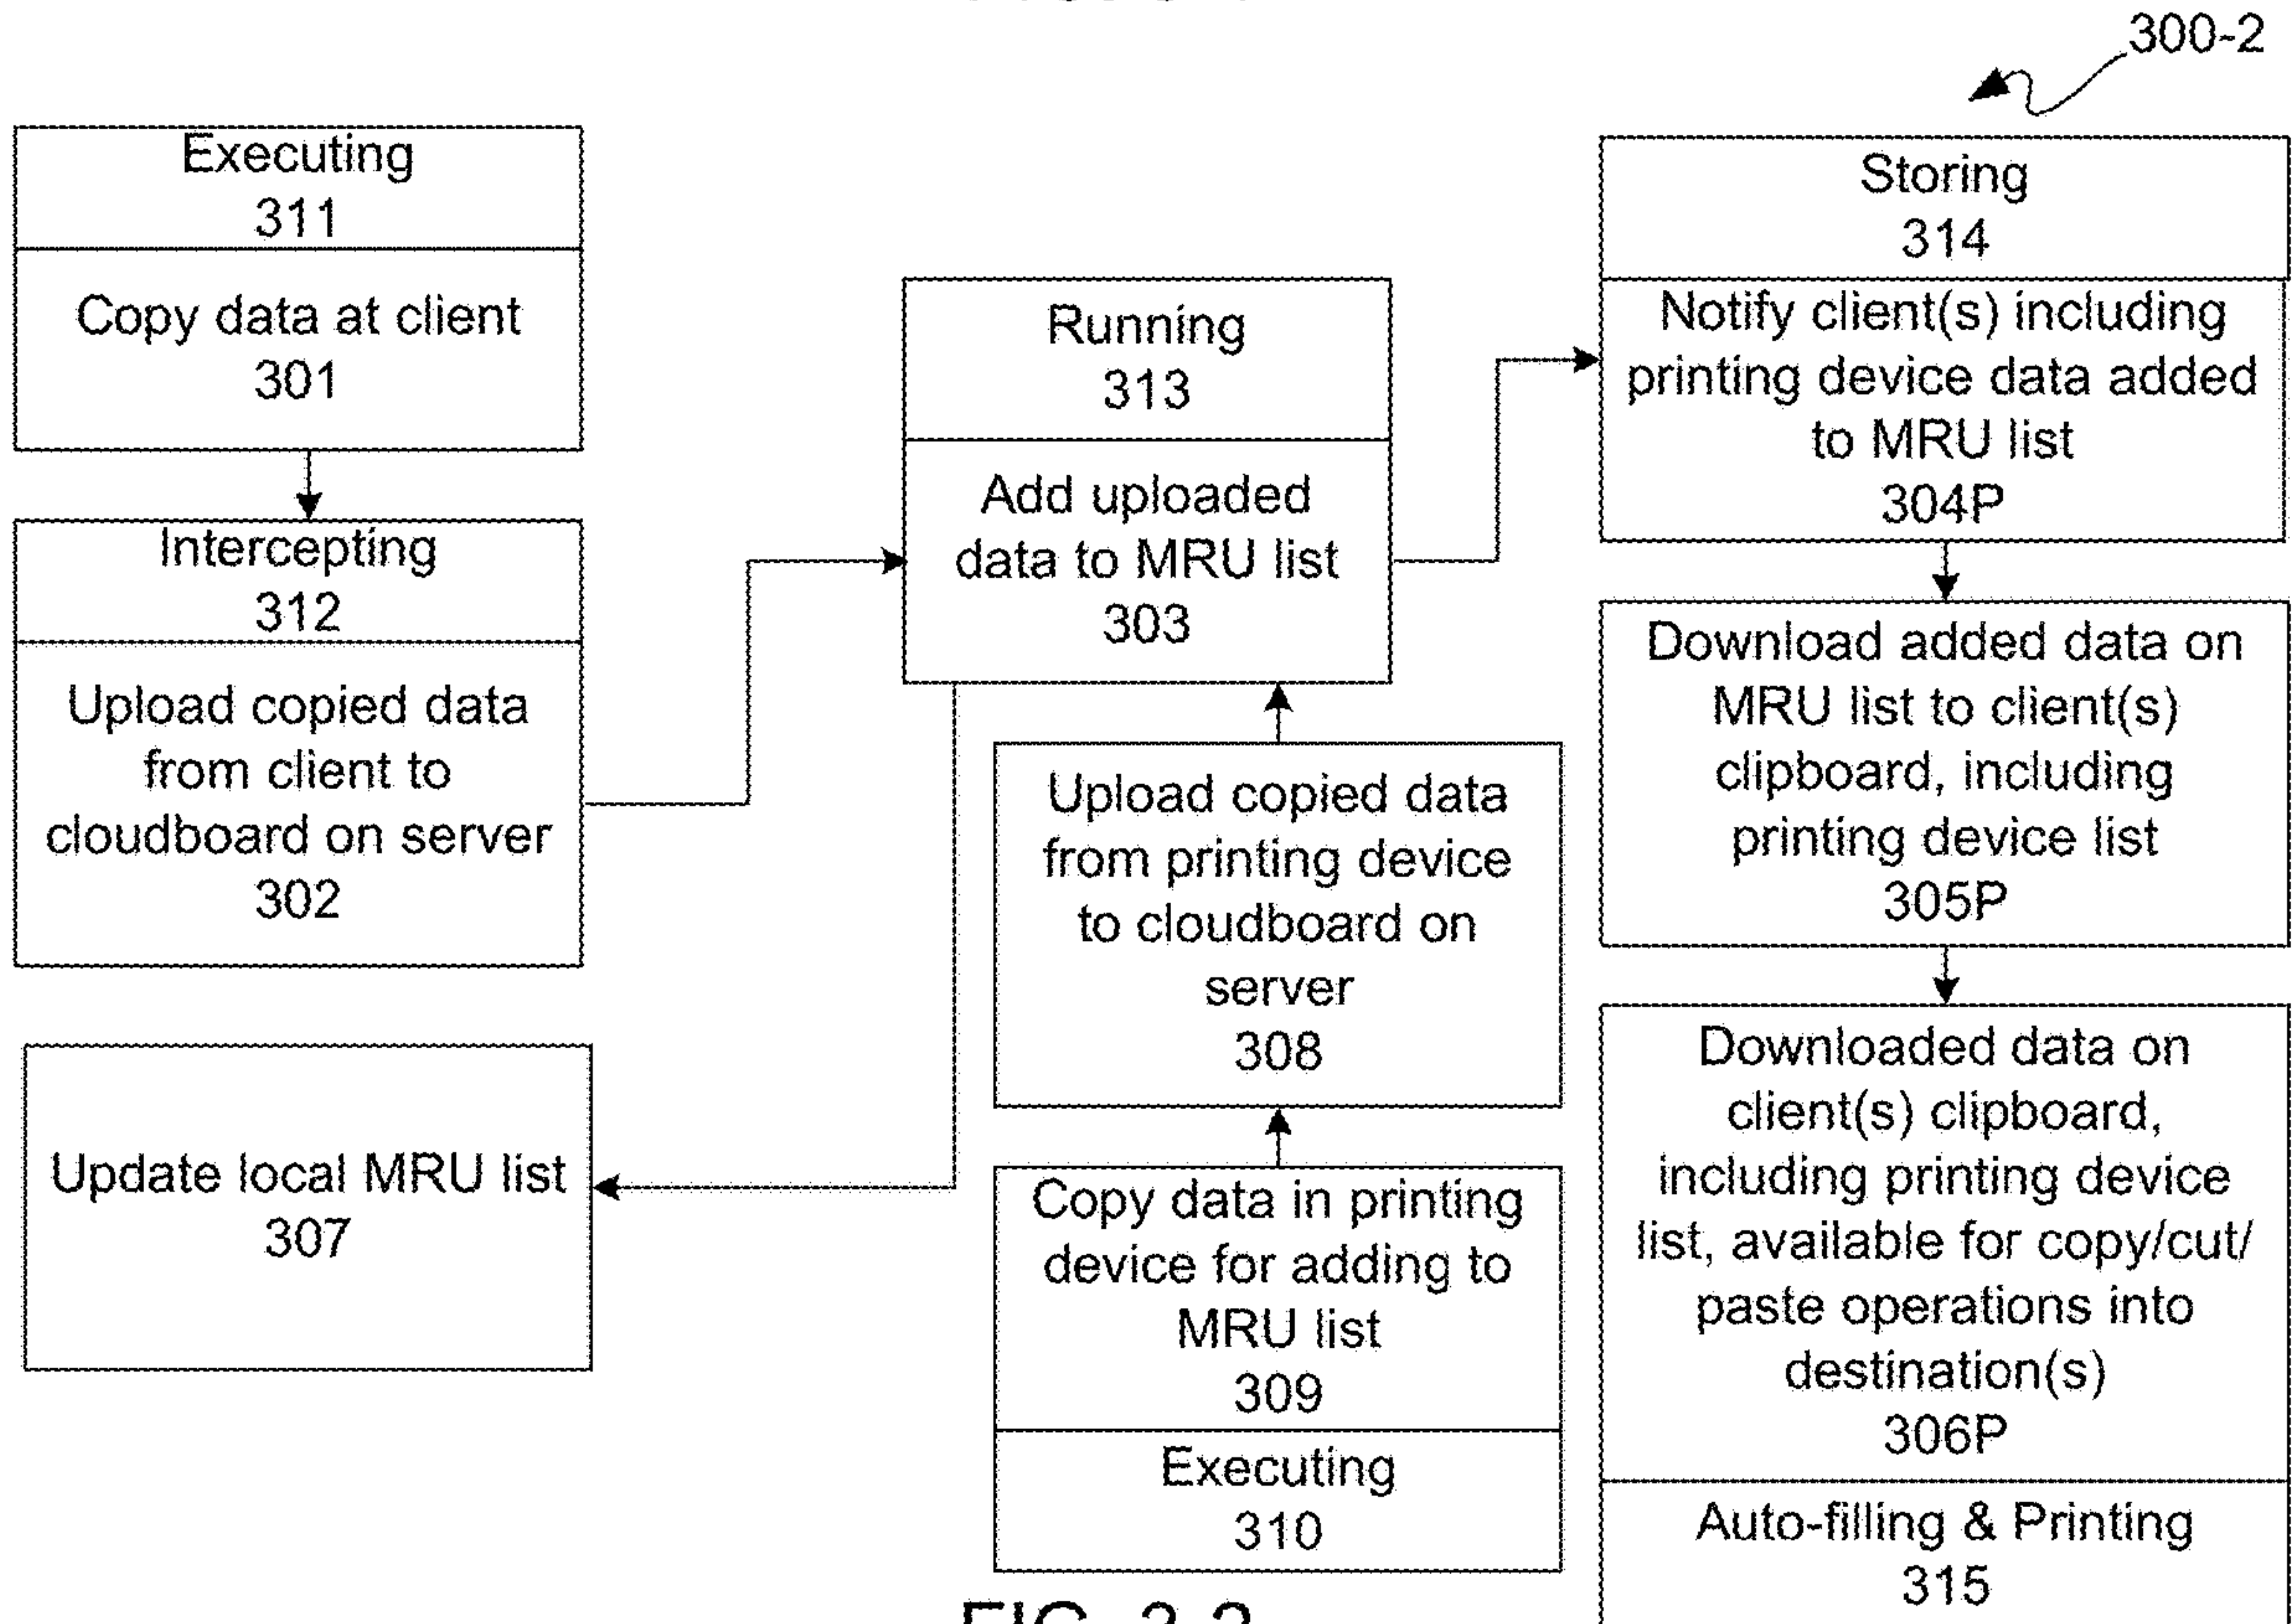 300-2
Executing
311
Copy data at client
301
Intercepting
312
Upload copied data
from client to
cloudboard on server
302
Update local MRU list
307
Running
313
Add uploaded
data to MRU list
303
Upload copied data
from printing device
to cloudboard on
server
308
Copy data in printing
device for adding to
MRU list
309
Executing
310
Storing
314
Notify client(s) including
printing device data added
to MRU list
304P
Download added data on
MRU list to client(s)
clipboard, including
printing device list
305P
Downloaded data on
client(s) clipboard,
including printing device
list, available for copy/cut/
paste operations into
destination(s)
306P
Auto-filling & Printing
315